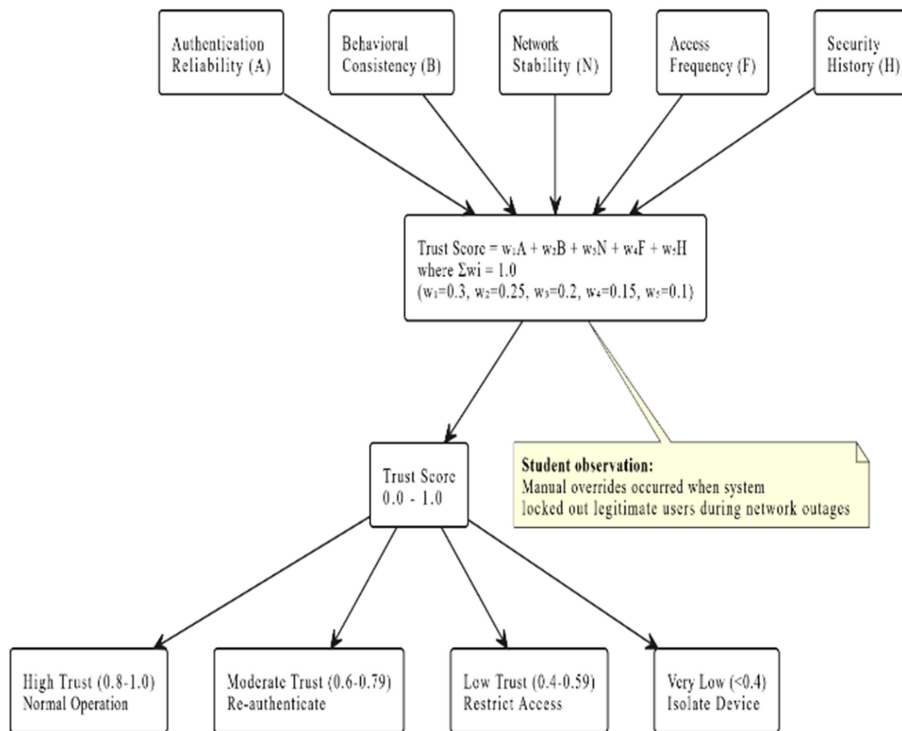 Authentication
Reliability (A)
Behavioral
Consistency (B)
Network
Stability (N)
Access
Frequency (F)
Security
History (H)
Trust Score = w₁A + w₂B + w₃N + w₄F + w₅H
where Σwi = 1.0
(w₁=0.3, w₂=0.25, w₃=0.2, w₄=0.15, w₅=0.1)
Trust Score
0.0 - 1.0
Student observation:
Manual overrides occurred when system
locked out legitimate users during network outages
High Trust (0.8-1.0)
Normal Operation
Moderate Trust (0.6-0.79)
Re-authenticate
Low Trust (0.4-0.59)
Restrict Access
Very Low (<0.4)
Isolate Device